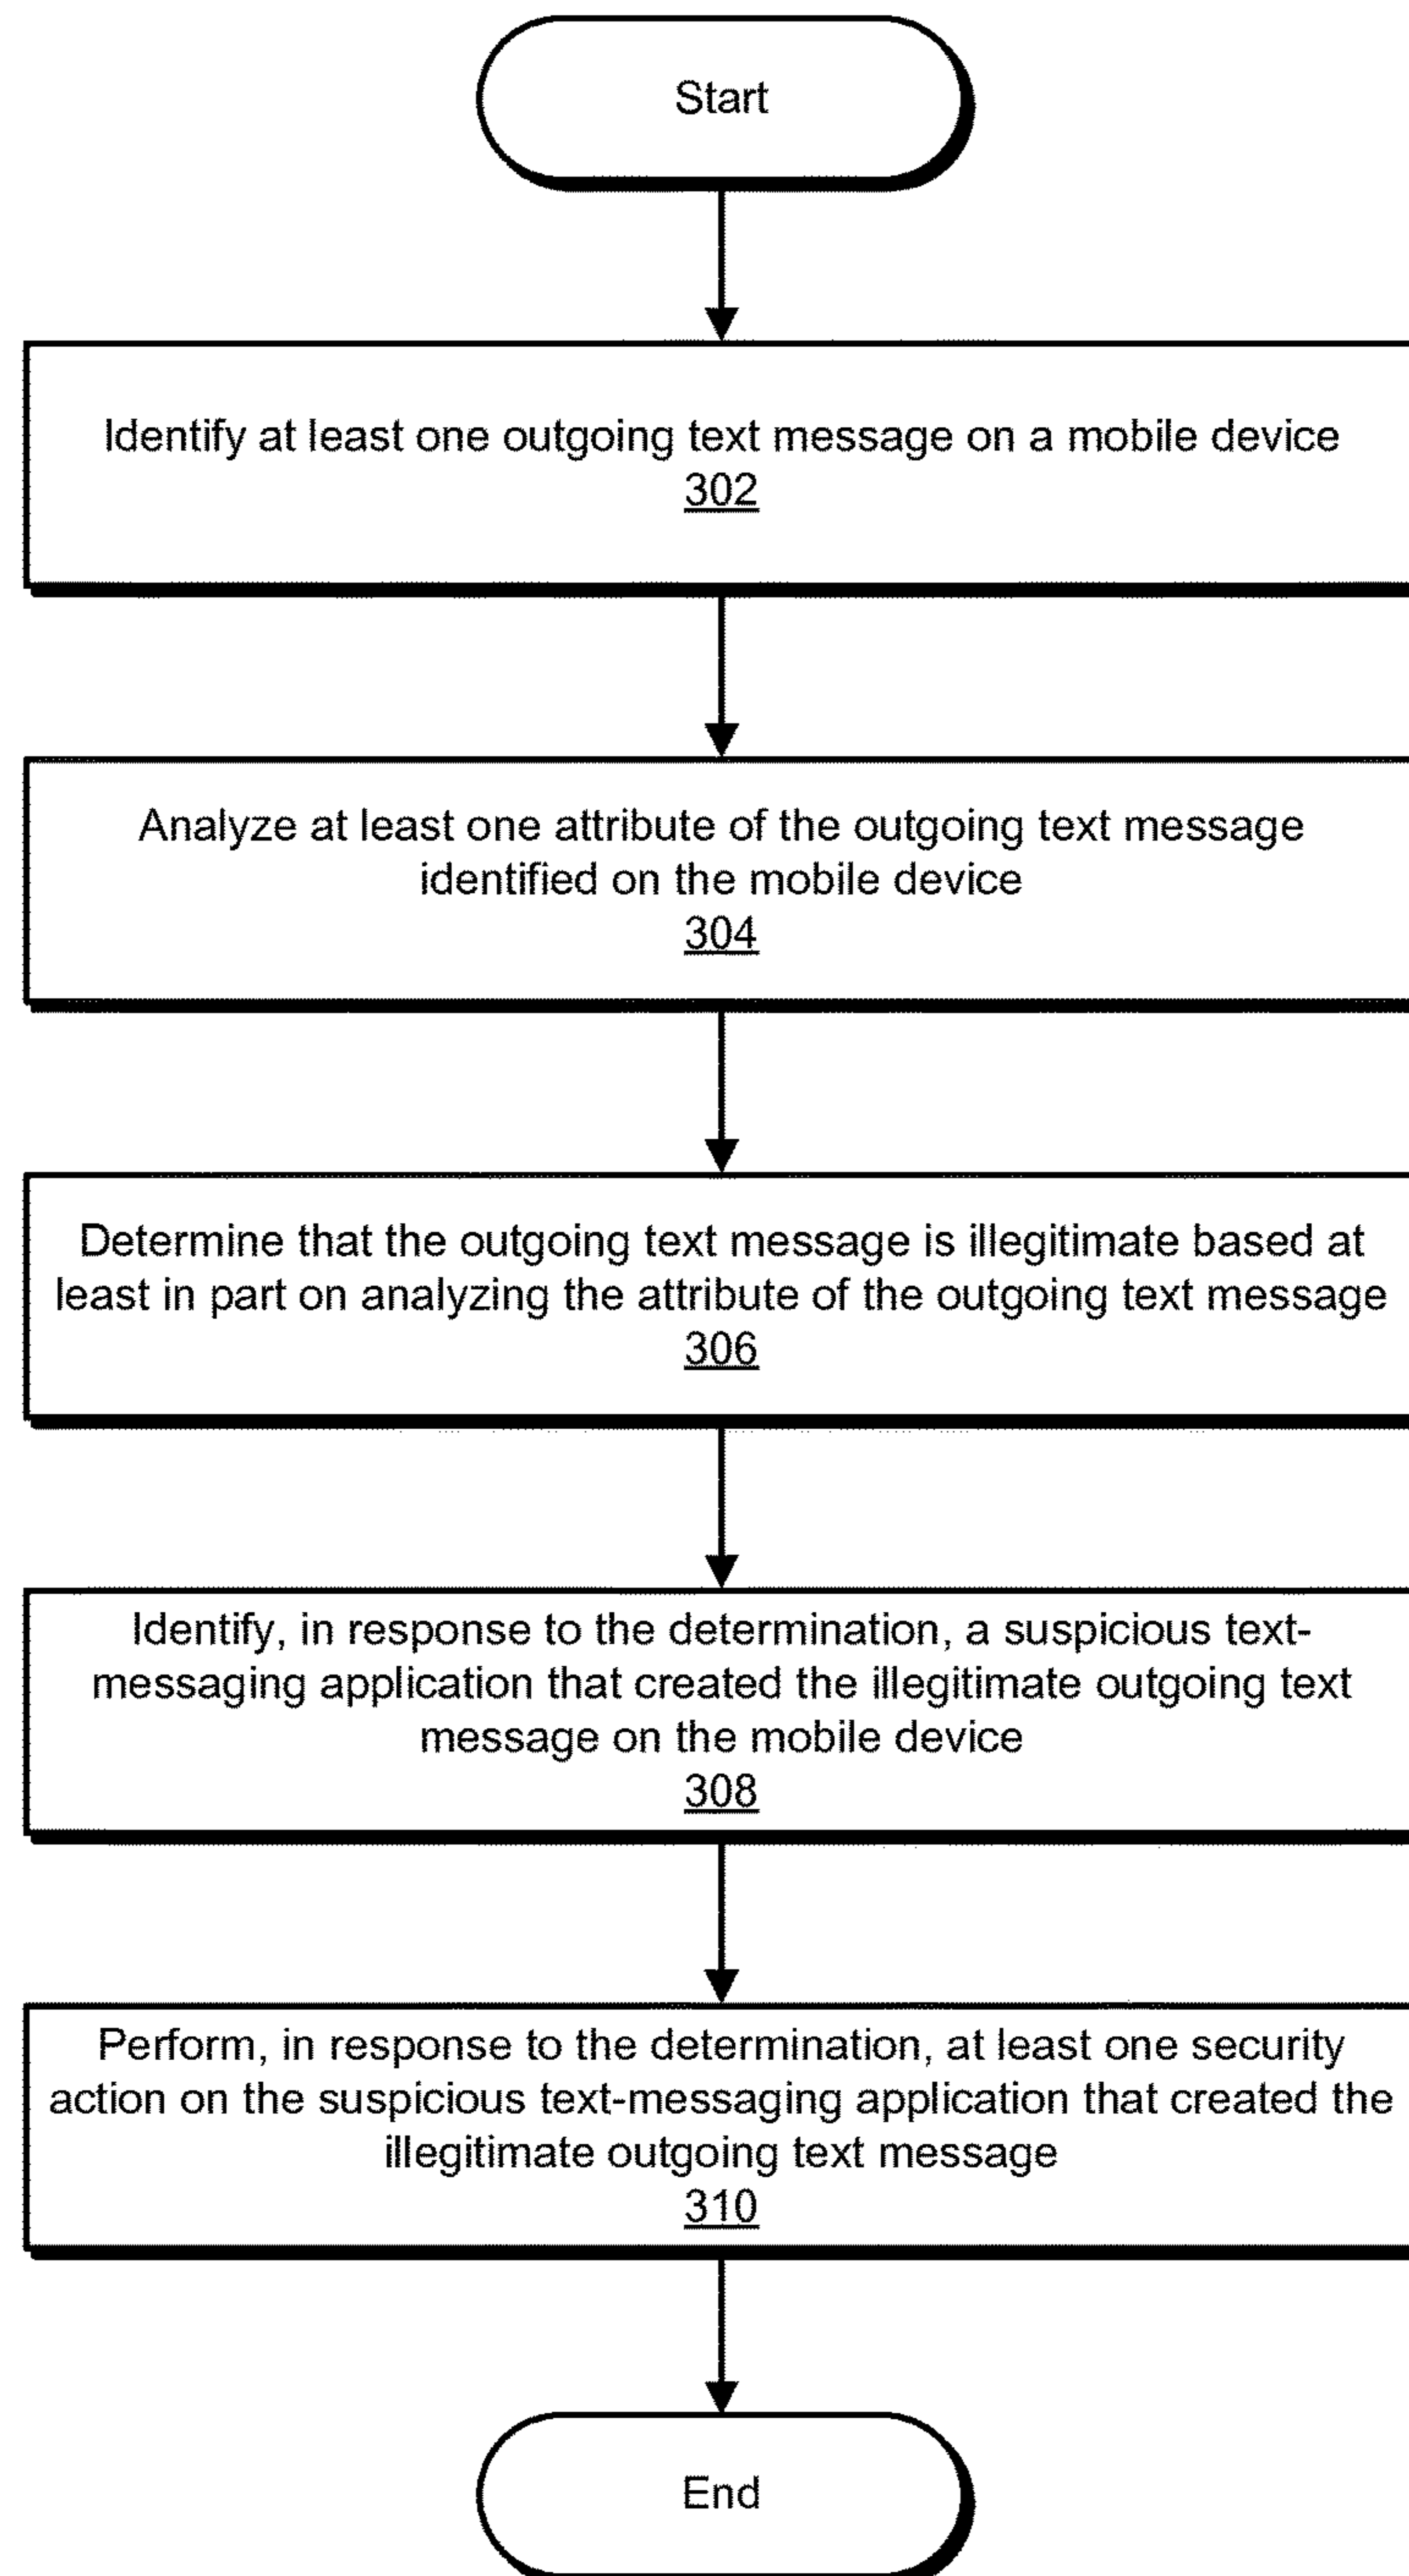 Start
Identify at least one outgoing text message on a mobile device
302
Analyze at least one attribute of the outgoing text message
identified on the mobile device
304
Determine that the outgoing text message is illegitimate based at
least in part on analyzing the attribute of the outgoing text message
306
Identify, in response to the determination, a suspicious text-
messaging application that created the illegitimate outgoing text
message on the mobile device
308
Perform, in response to the determination, at least one security
action on the suspicious text-messaging application that created the
illegitimate outgoing text message
310
End